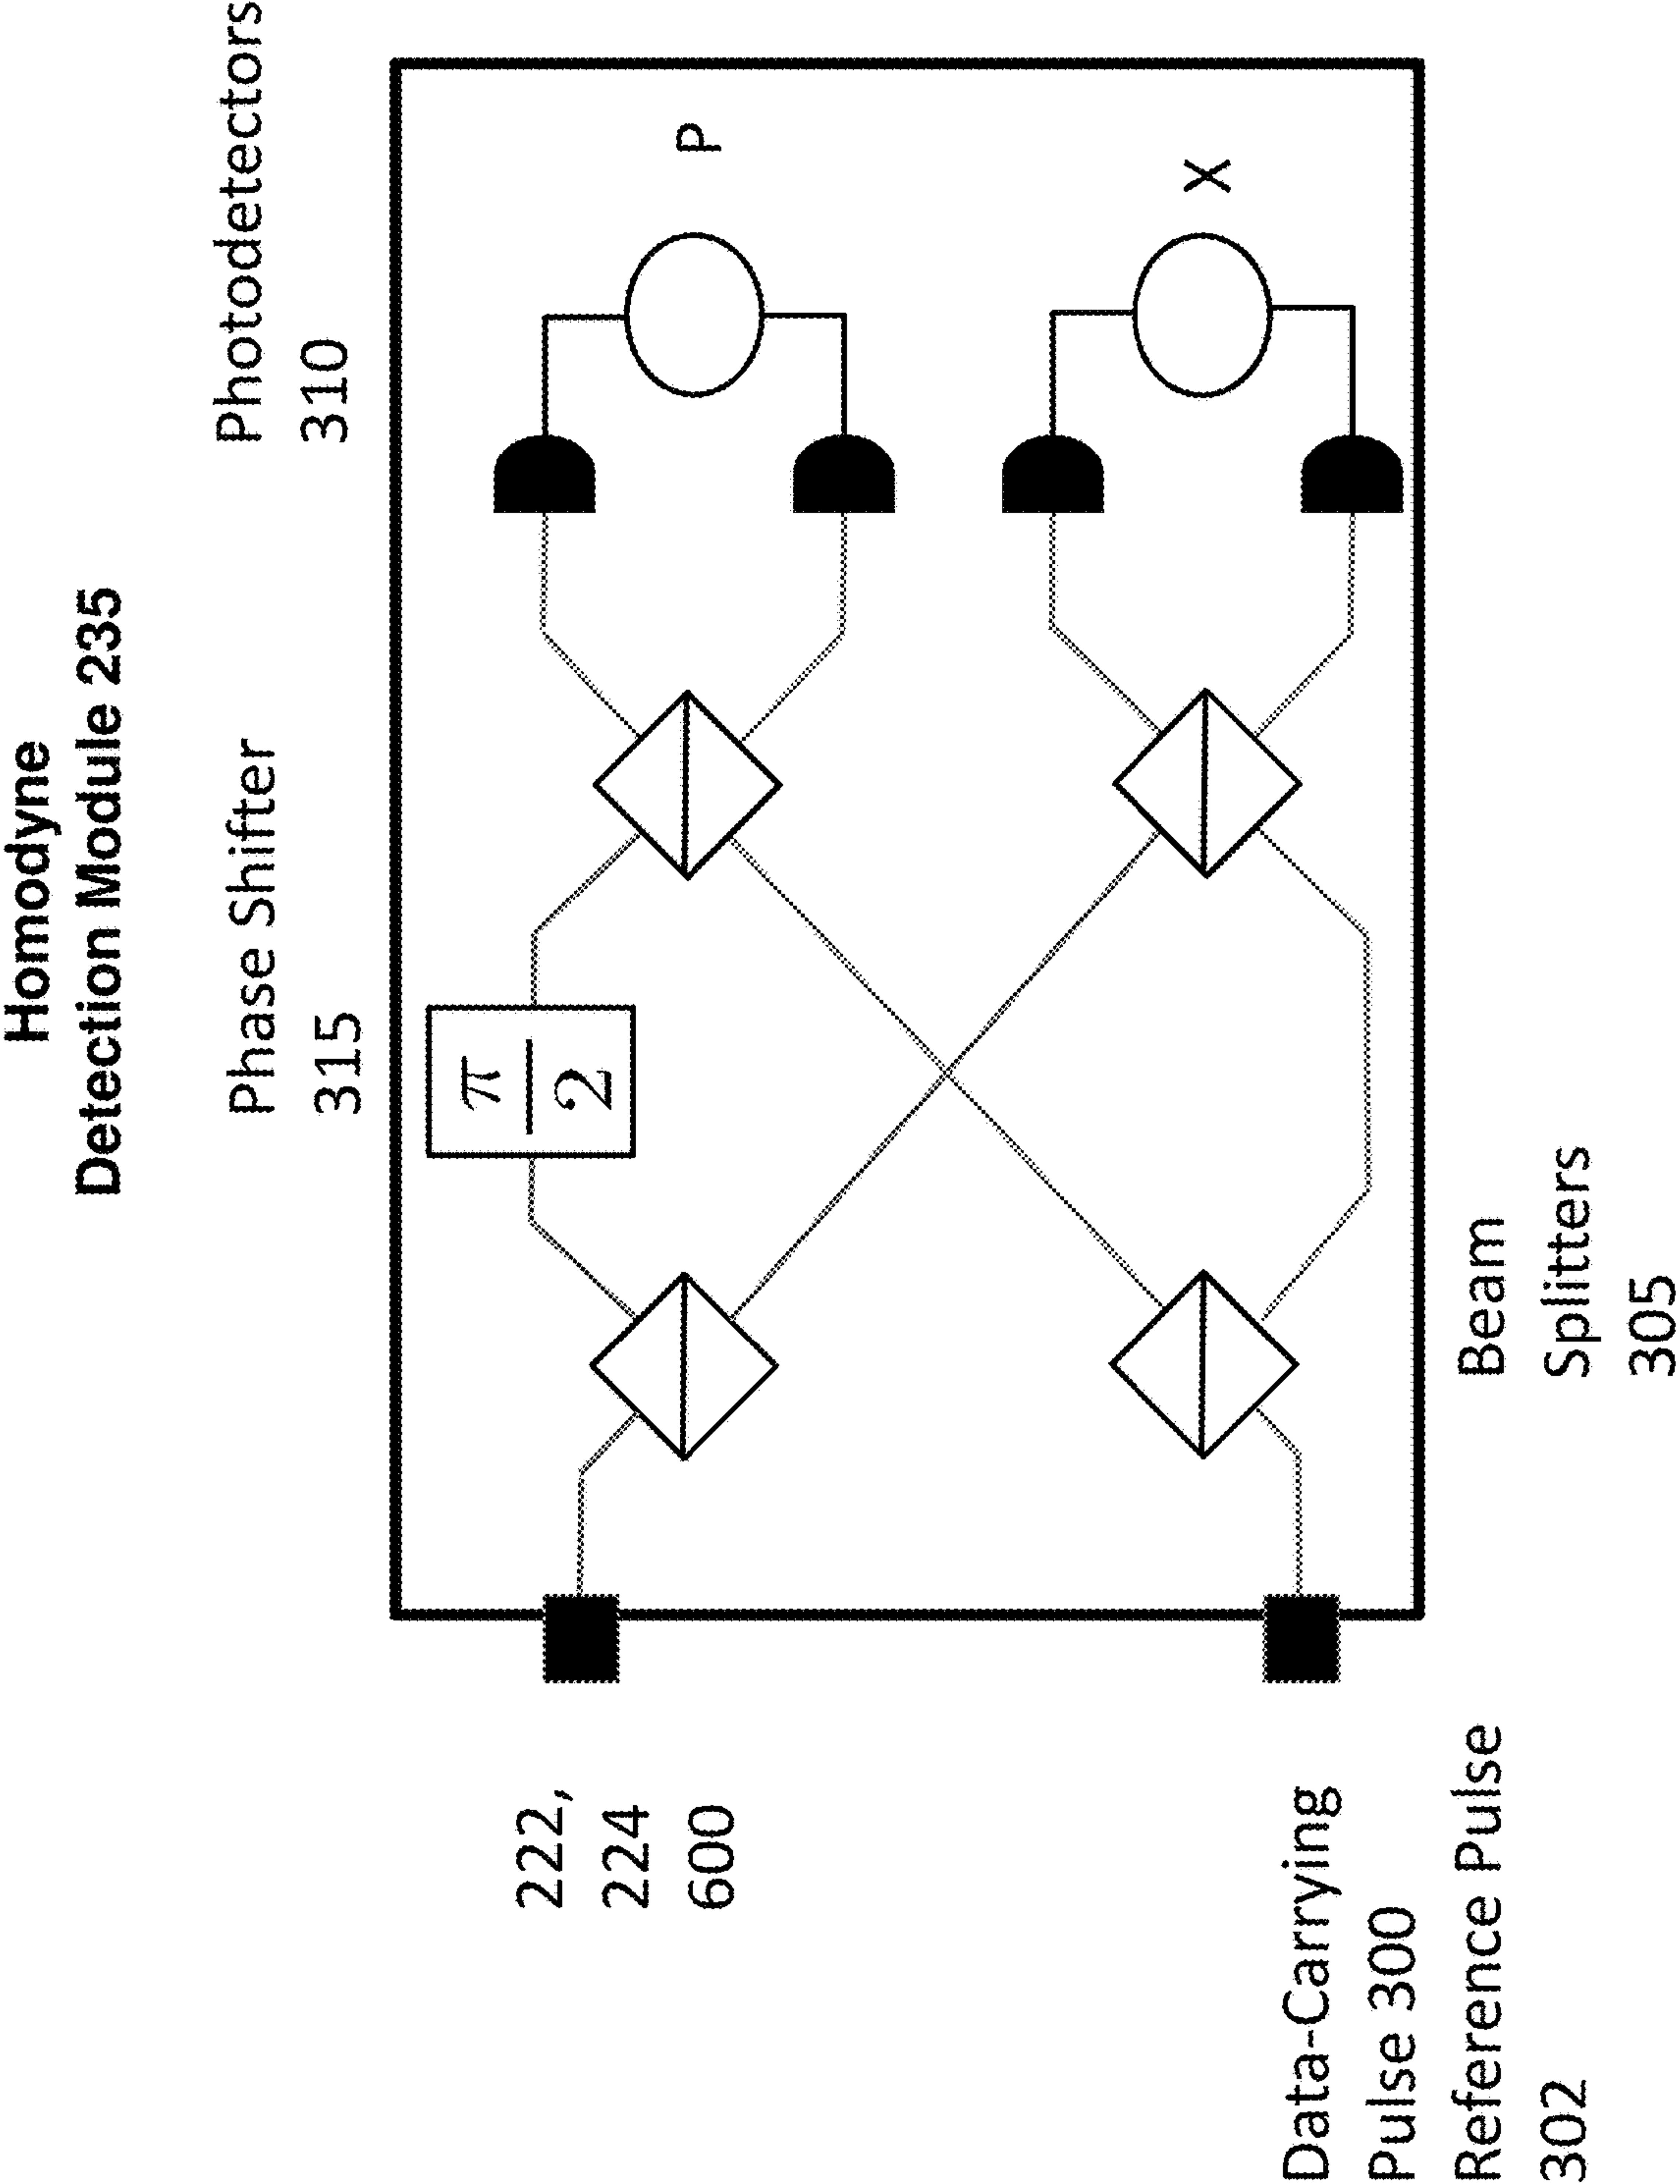 Homodyne
Detection Module 235
Phase Shifter
315
Photodetectors
310
π
2
P
X
222,
224
600
Data-Carrying
Pulse 300
Reference Pulse
302
Beam
Splitters
305